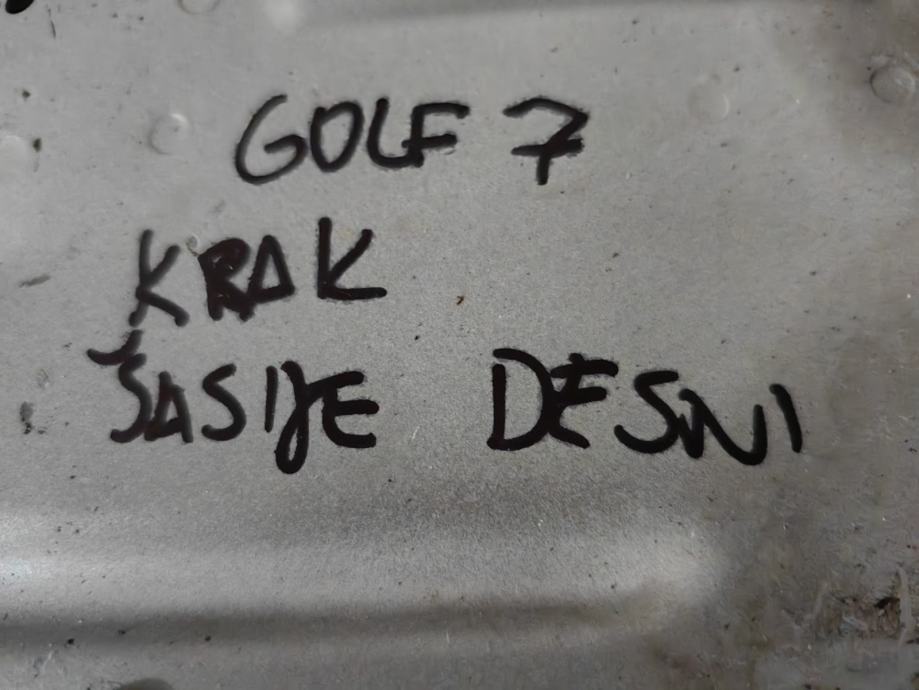 GOLF 7
KRAK
ŠASIJE DESNI